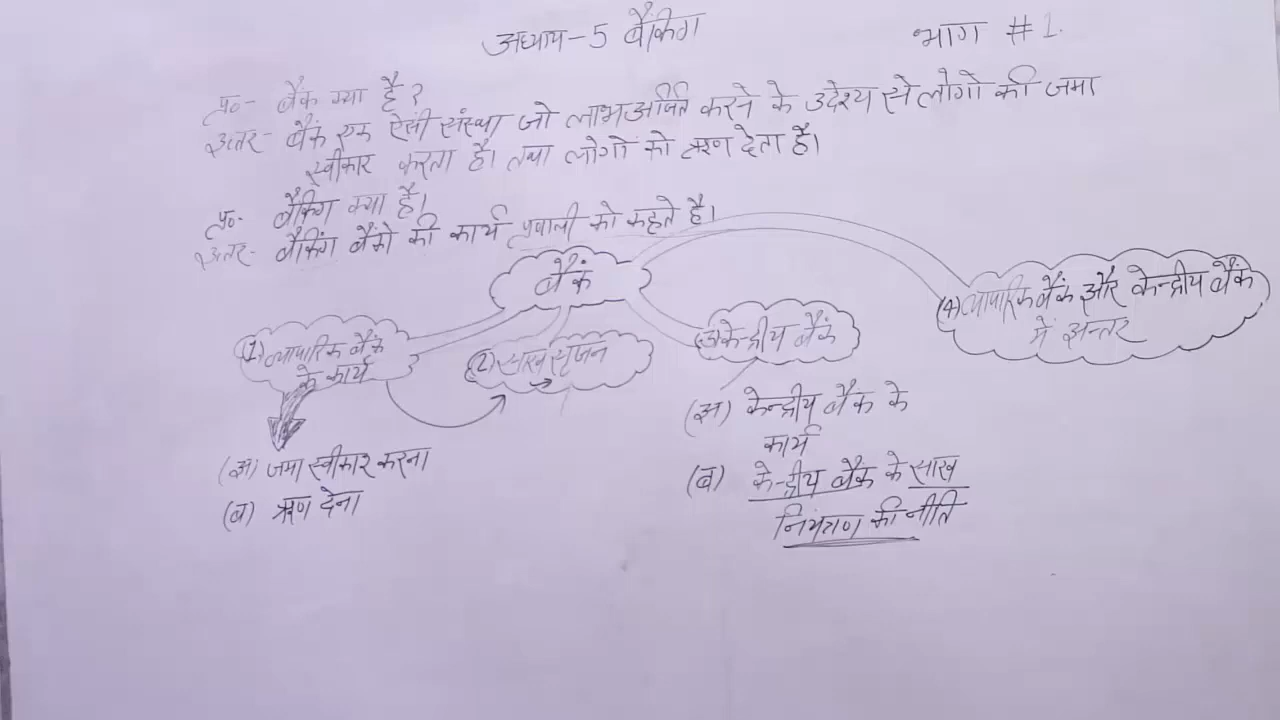 अध्याय-5 बैंकिंग
भाग #1.
प्र०- बैंक क्या है?
उत्तर- बैंक एक ऐसी संस्था जो लाभ अर्जित करने के उद्देश्य से लोगो की जमा
स्वीकार करता है। तथा लोगो को ऋण देता है।
प्र०- बैंकिंग क्या है।
उत्तर- बैंकिंग बैंको की कार्य प्रणाली को कहते है।
बैंक
(1) व्यापारिक बैंक
के कार्य
(2) साख सृजन
(3) केन्द्रीय बैंक
(4) व्यापारिक बैंक और केन्द्रीय बैंक
में अन्तर
(अ) जमा स्वीकार करना
(ब) ऋण देना
(अ) केन्द्रीय बैंक के
कार्य
(ब) केन्द्रीय बैंक के साख
नियंत्रण की नीति